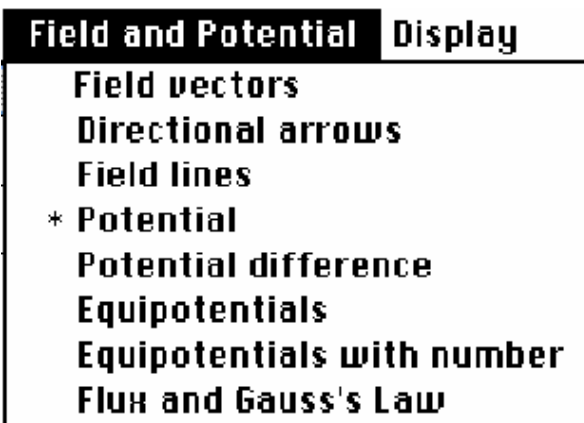 Field and Potential Display
Field vectors
Directional arrows
Field lines
* Potential
Potential difference
Equipotentials
Equipotentials with number
Flux and Gauss's Law